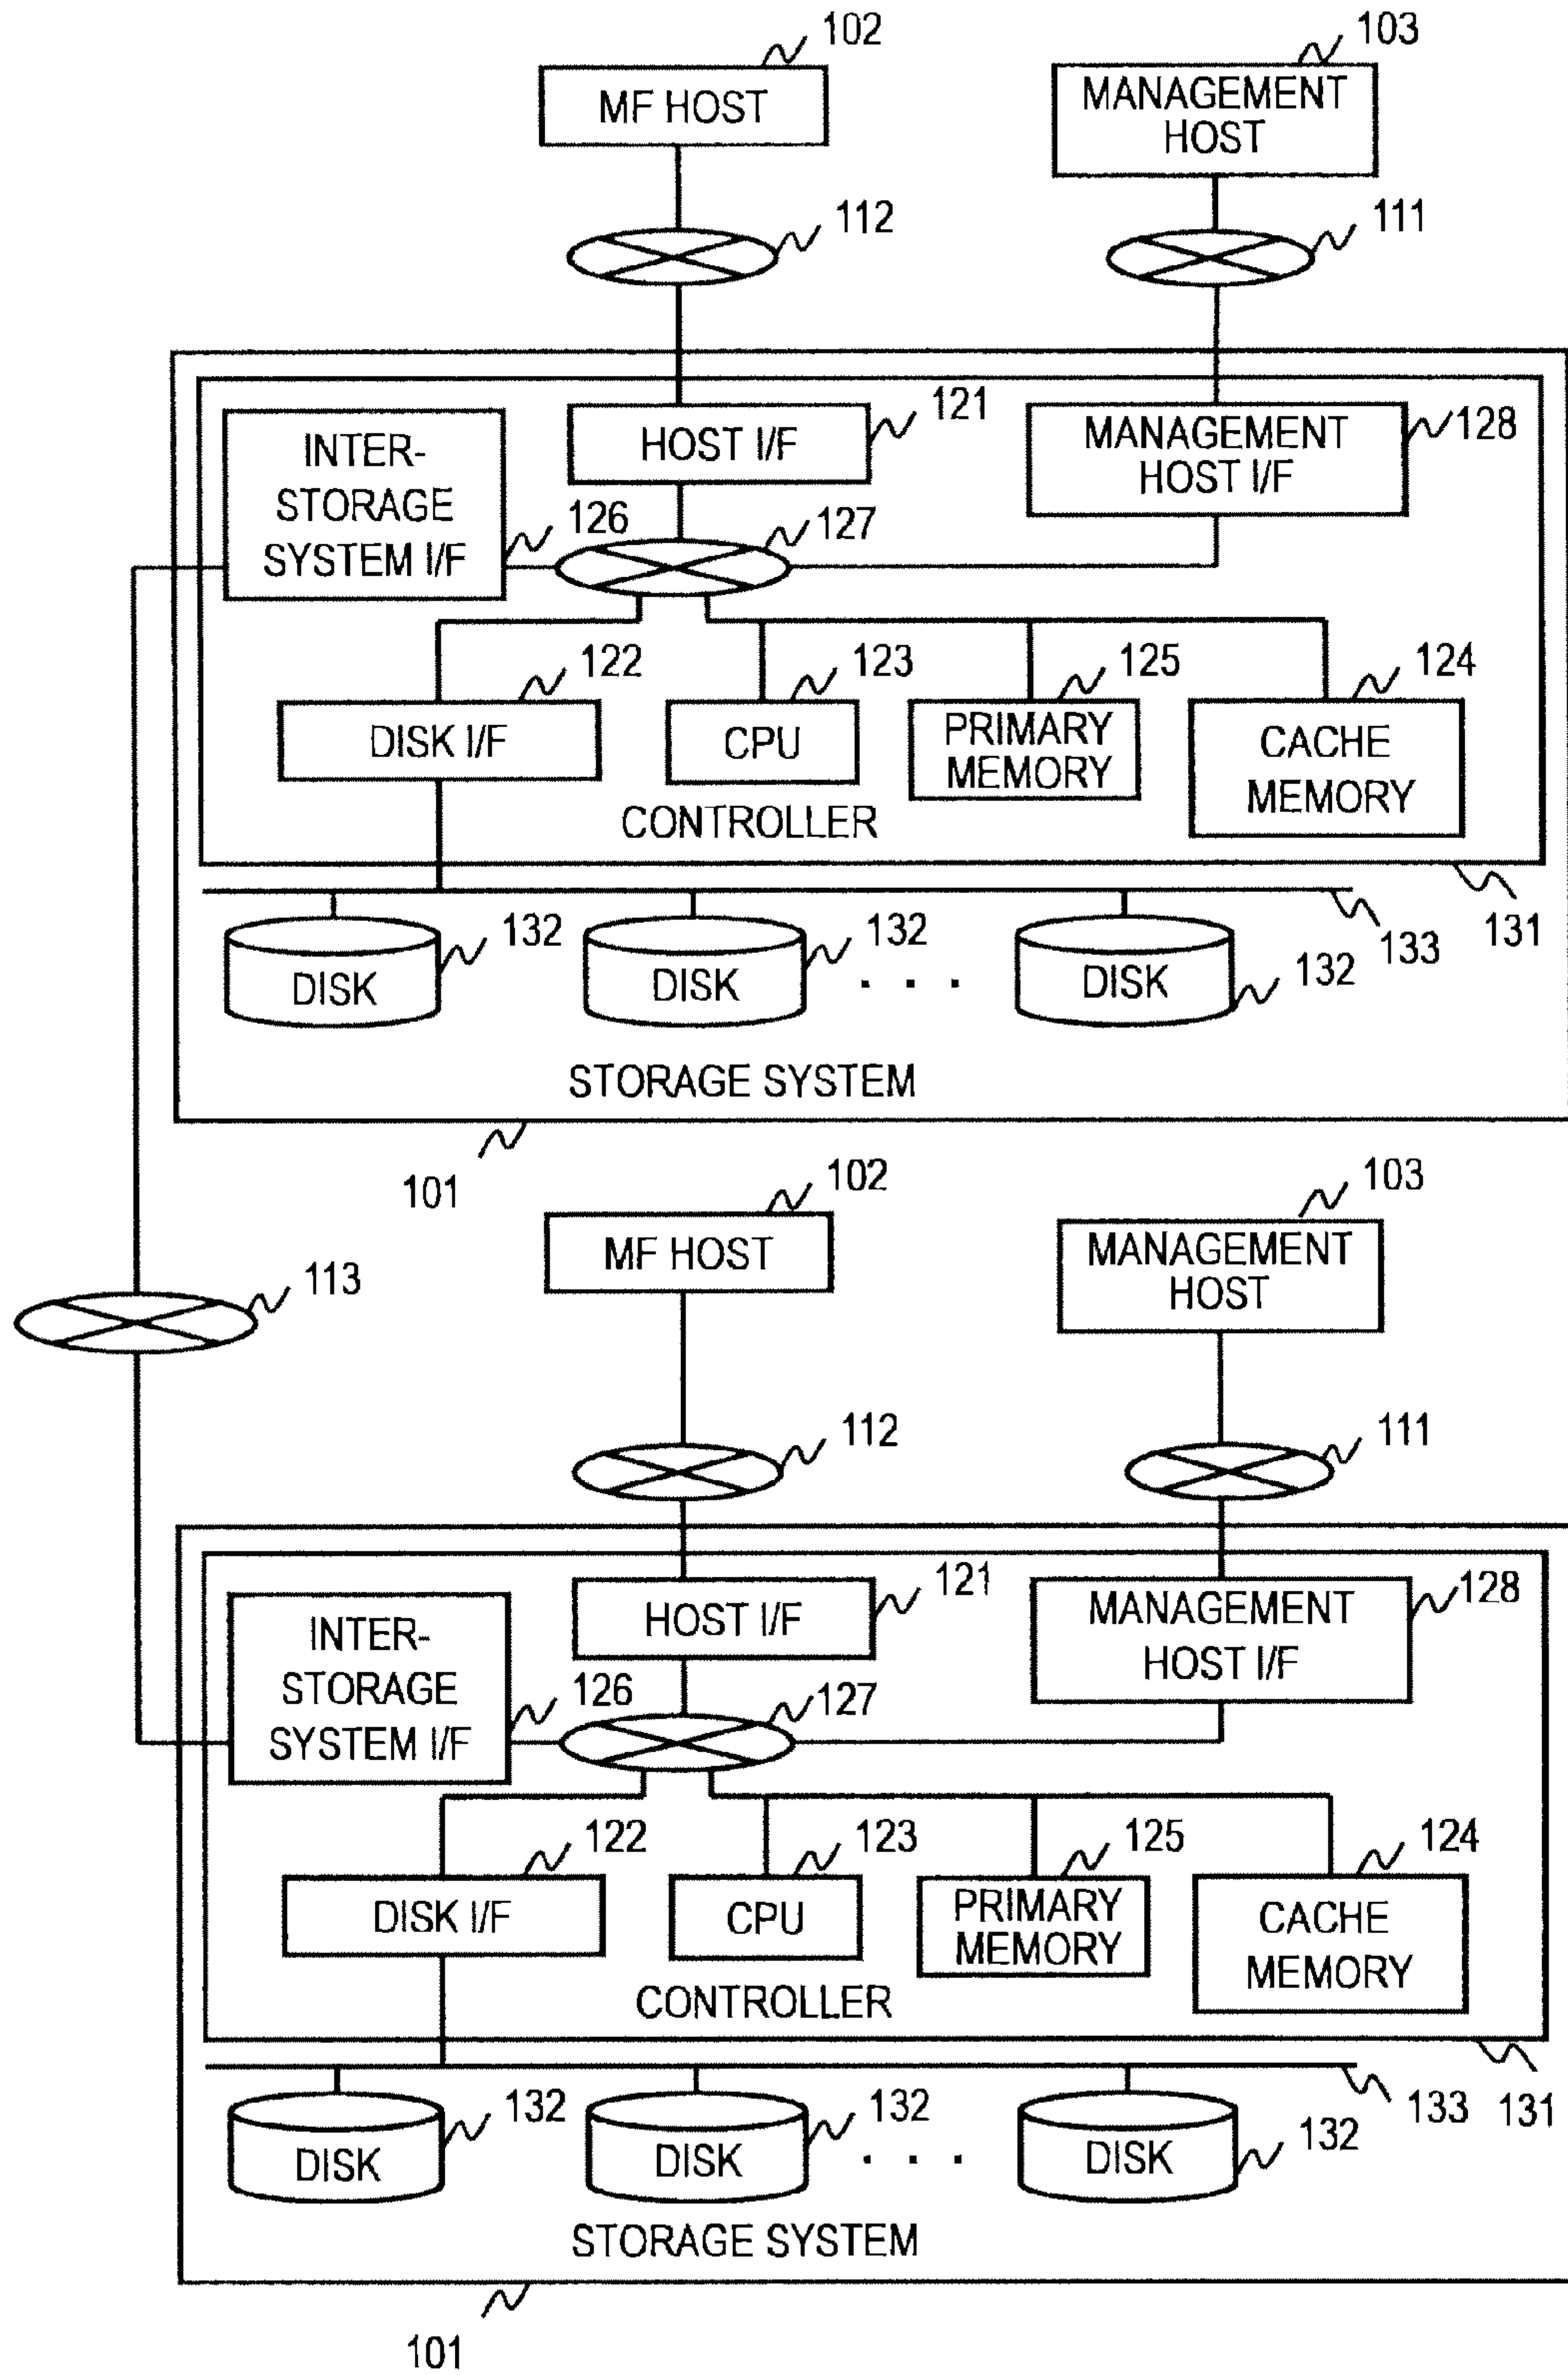 102
103
MF HOST
MANAGEMENT
HOST
112
111
121
128
INTER-
STORAGE
SYSTEM I/F
HOST I/F
MANAGEMENT
HOST I/F
126
127
122
123
125
124
DISK I/F
CPU
PRIMARY
MEMORY
CACHE
MEMORY
CONTROLLER
131
133
132
132
132
DISK
DISK
. . .
DISK
STORAGE SYSTEM
101
102
103
MF HOST
MANAGEMENT
HOST
113
112
111
121
128
INTER-
STORAGE
SYSTEM I/F
HOST I/F
MANAGEMENT
HOST I/F
126
127
122
123
125
124
DISK I/F
CPU
PRIMARY
MEMORY
CACHE
MEMORY
CONTROLLER
131
133
132
132
132
DISK
DISK
. . .
DISK
STORAGE SYSTEM
101